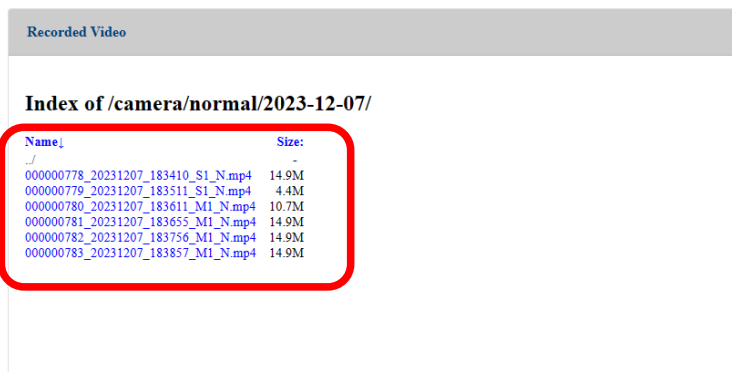 Recorded Video
Index of /camera/normal/2023-12-07/
Name↓ Size:
../ -
000000778_20231207_183410_S1_N.mp4 14.9M
000000779_20231207_183511_S1_N.mp4 4.4M
000000780_20231207_183611_M1_N.mp4 10.7M
000000781_20231207_183655_M1_N.mp4 14.9M
000000782_20231207_183756_M1_N.mp4 14.9M
000000783_20231207_183857_M1_N.mp4 14.9M